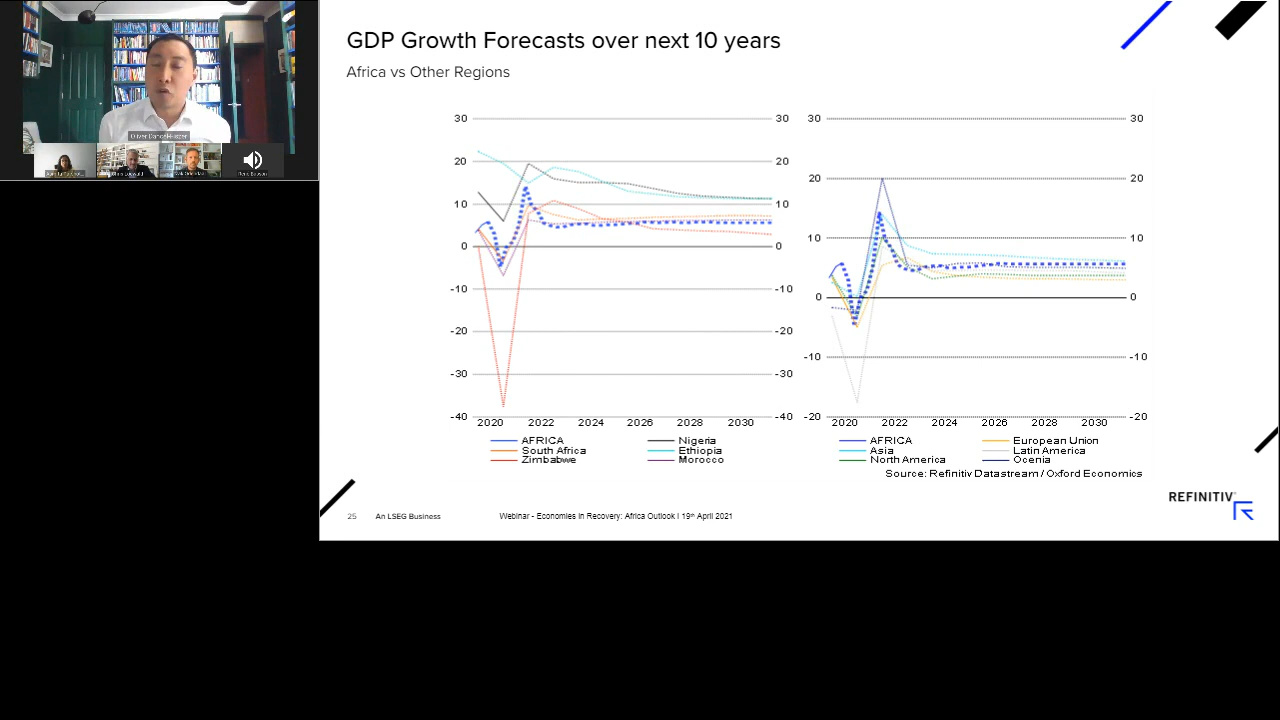 GDP Growth Forecasts over next 10 years
Africa vs Other Regions
30 30 30 30
20 20 20 20
10 10 10 10
0 0 0 0
-10 -10 -10 -10
-20 -20 -20 -20
-30 -30
-40 -40
2020 2022 2024 2026 2028 2030
2020 2022 2024 2026 2028 2030
AFRICA Nigeria
South Africa Ethiopia
Zimbabwe Morocco
AFRICA European Union
Asia Latin America
North America Ocenia
Source: Refinitiv Datastream / Oxford Economics
REFINITIV
25 An LSEG Business Webinar - Economies in Recovery: Africa Outlook I 19th April 2021
Oliver